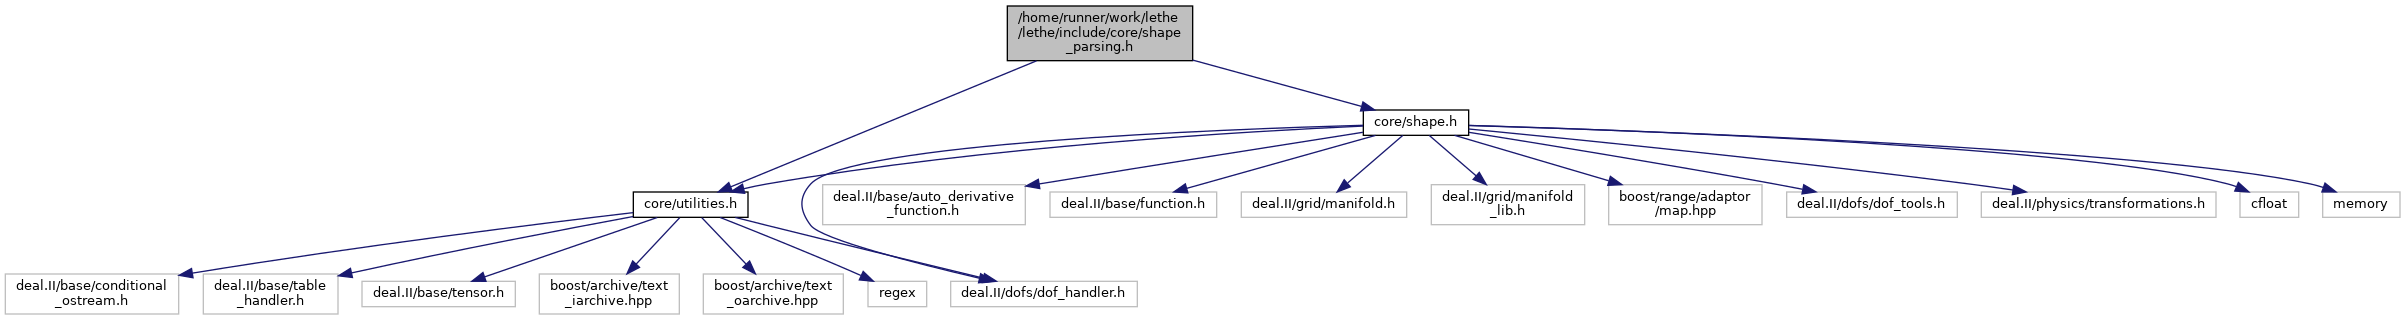 /home/runner/work/lethe
/lethe/include/core/shape
_parsing.h
core/shape.h
core/utilities.h
deal.II/base/auto_derivative
_function.h
deal.II/base/function.h
deal.II/grid/manifold.h
deal.II/grid/manifold
_lib.h
boost/range/adaptor
/map.hpp
deal.II/dofs/dof_tools.h
deal.II/physics/transformations.h
cfloat
memory
deal.II/base/conditional
_ostream.h
deal.II/base/table
_handler.h
deal.II/base/tensor.h
boost/archive/text
_iarchive.hpp
boost/archive/text
_oarchive.hpp
regex
deal.II/dofs/dof_handler.h